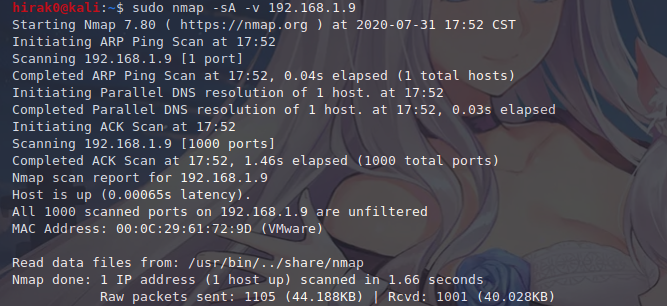 hirak0@kali:~$ sudo nmap -sA -v 192.168.1.9
Starting Nmap 7.80 ( https://nmap.org ) at 2020-07-31 17:52 CST
Initiating ARP Ping Scan at 17:52
Scanning 192.168.1.9 [1 port]
Completed ARP Ping Scan at 17:52, 0.04s elapsed (1 total hosts)
Initiating Parallel DNS resolution of 1 host. at 17:52
Completed Parallel DNS resolution of 1 host. at 17:52, 0.03s elapsed
Initiating ACK Scan at 17:52
Scanning 192.168.1.9 [1000 ports]
Completed ACK Scan at 17:52, 1.46s elapsed (1000 total ports)
Nmap scan report for 192.168.1.9
Host is up (0.00065s latency).
All 1000 scanned ports on 192.168.1.9 are unfiltered
MAC Address: 00:0C:29:61:72:9D (VMware)
Read data files from: /usr/bin/../share/nmap
Nmap done: 1 IP address (1 host up) scanned in 1.66 seconds
Raw packets sent: 1105 (44.188KB) | Rcvd: 1001 (40.028KB)